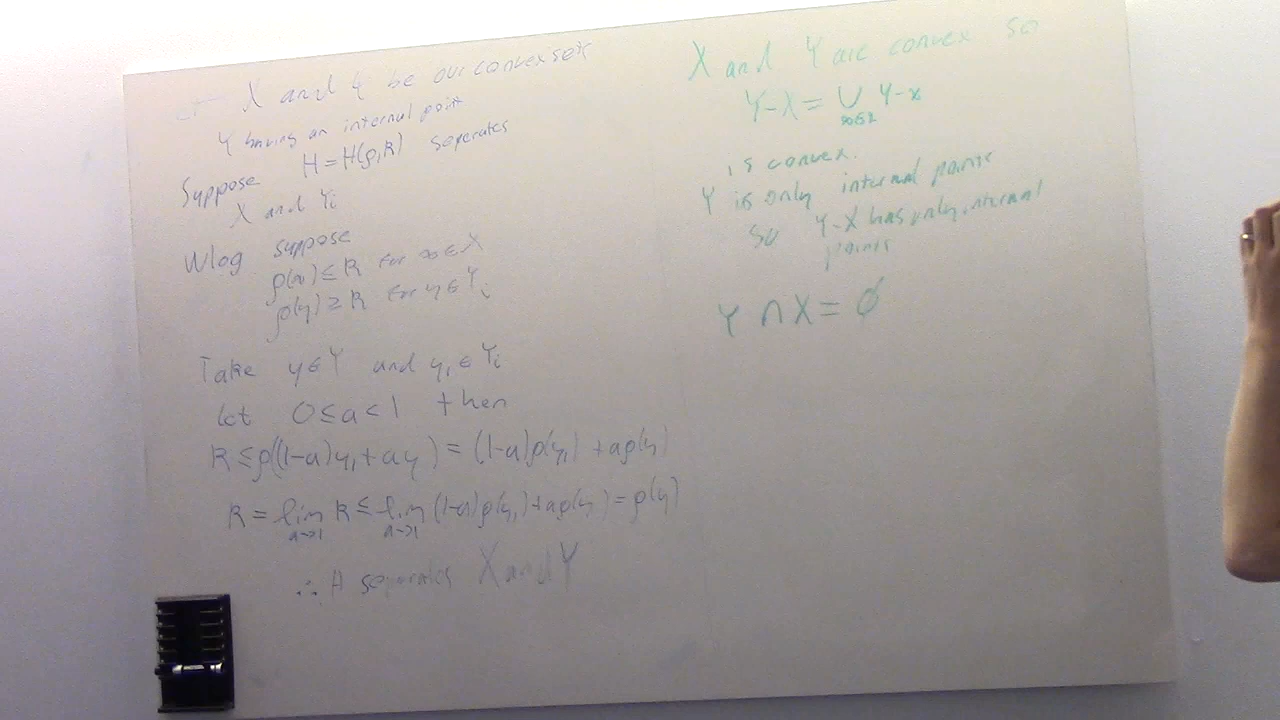 Let X and Y be our convex sets
Y having an internal point
Suppose H=H(ρ,R) seperates
X and Yᵢ
Wlog suppose
ρ(x)≤R for x∈X
ρ(y)≥R for y∈Yᵢ
Take y∈Y and y₁∈Yᵢ
let 0≤a<1 then
R≤ρ((1-a)y₁+ay)=(1-a)ρ(y₁)+aρ(y)
R=lim R≤lim (1-a)ρ(y₁)+aρ(y)=ρ(y)
a→1 a→1
∴ H seperates X and Y
X and Y are convex so
Y-X=∪ Y-x
x∈X
is convex.
Y is only internal points
so Y-X has only internal
points
Y∩X=∅